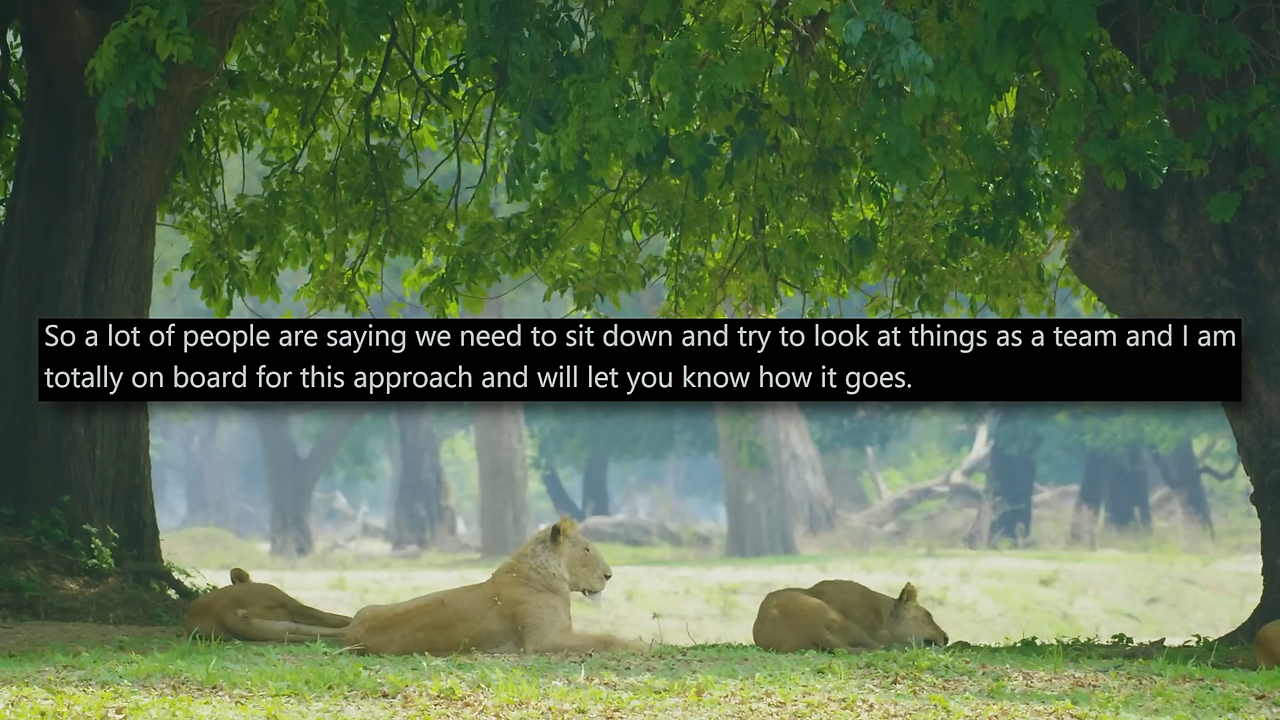 So a lot of people are saying we need to sit down and try to look at things as a team and I am
totally on board for this approach and will let you know how it goes.